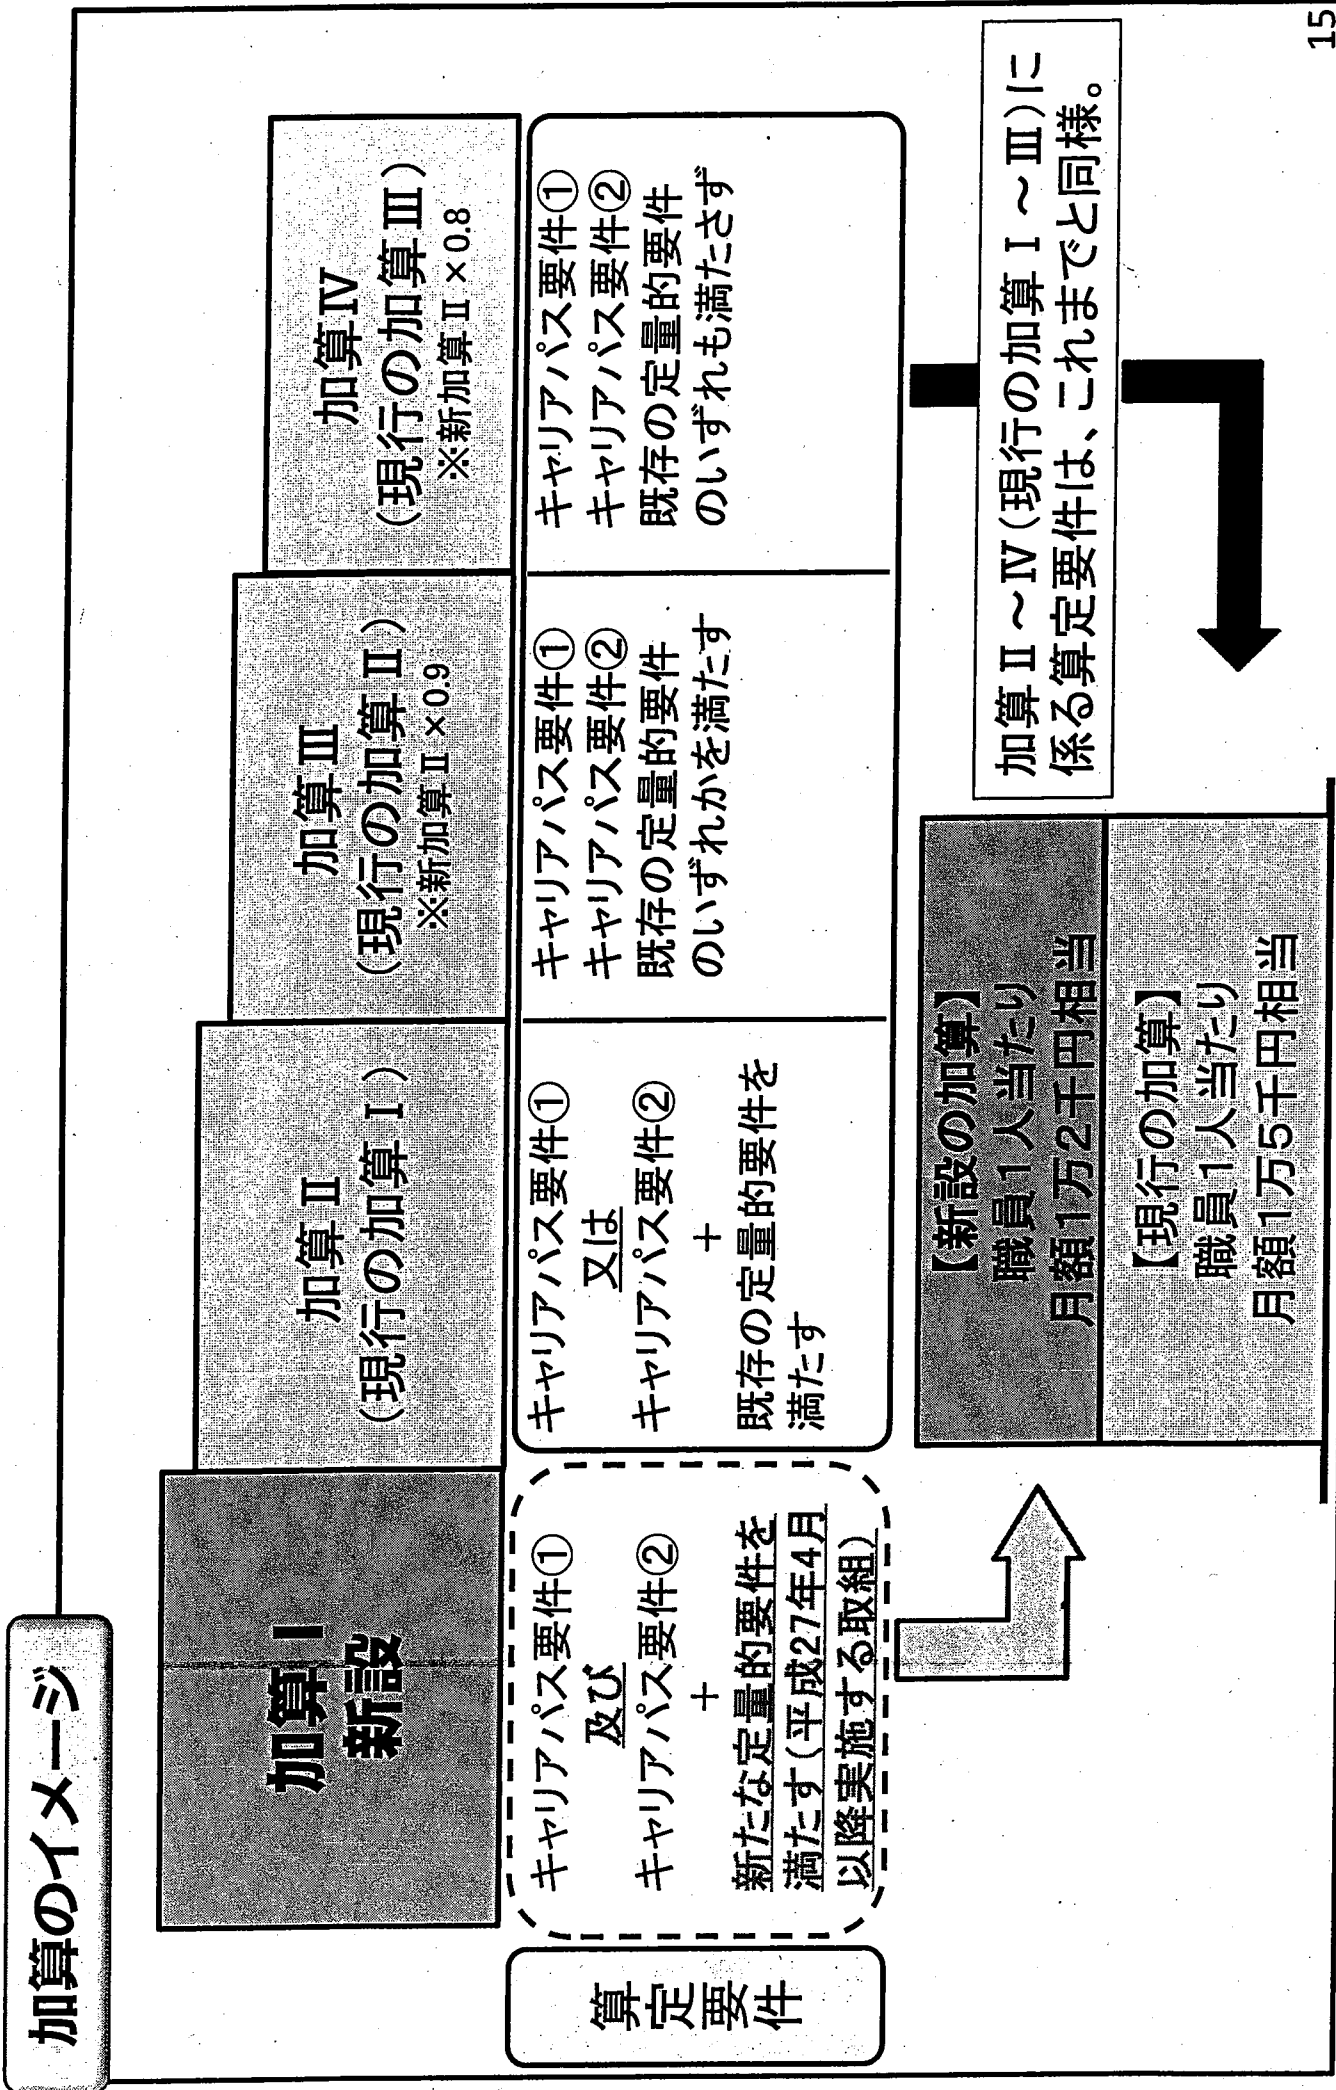 加算のイメージ
加算Ⅰ
新設
加算Ⅱ
（現行の加算Ⅰ）
加算Ⅲ
（現行の加算Ⅱ）
※新加算Ⅱ×0.9
加算Ⅳ
（現行の加算Ⅲ）
※新加算Ⅱ×0.8
算定
要件
キャリアパス要件①
及び
キャリアパス要件②
＋
新たな定量的要件を
満たす（平成27年4月
以降実施する取組）
キャリアパス要件①
又は
キャリアパス要件②
＋
既存の定量的要件を
満たす
キャリアパス要件①
キャリアパス要件②
既存の定量的要件
のいずれかを満たす
キャリアパス要件①
キャリアパス要件②
既存の定量的要件
のいずれも満たさず
【新設の加算】
職員1人当たり
月額1万2千円相当
【現行の加算】
職員1人当たり
月額1万5千円相当
加算Ⅱ～Ⅳ（現行の加算Ⅰ～Ⅲ）に
係る算定要件は、これまでと同様。
15